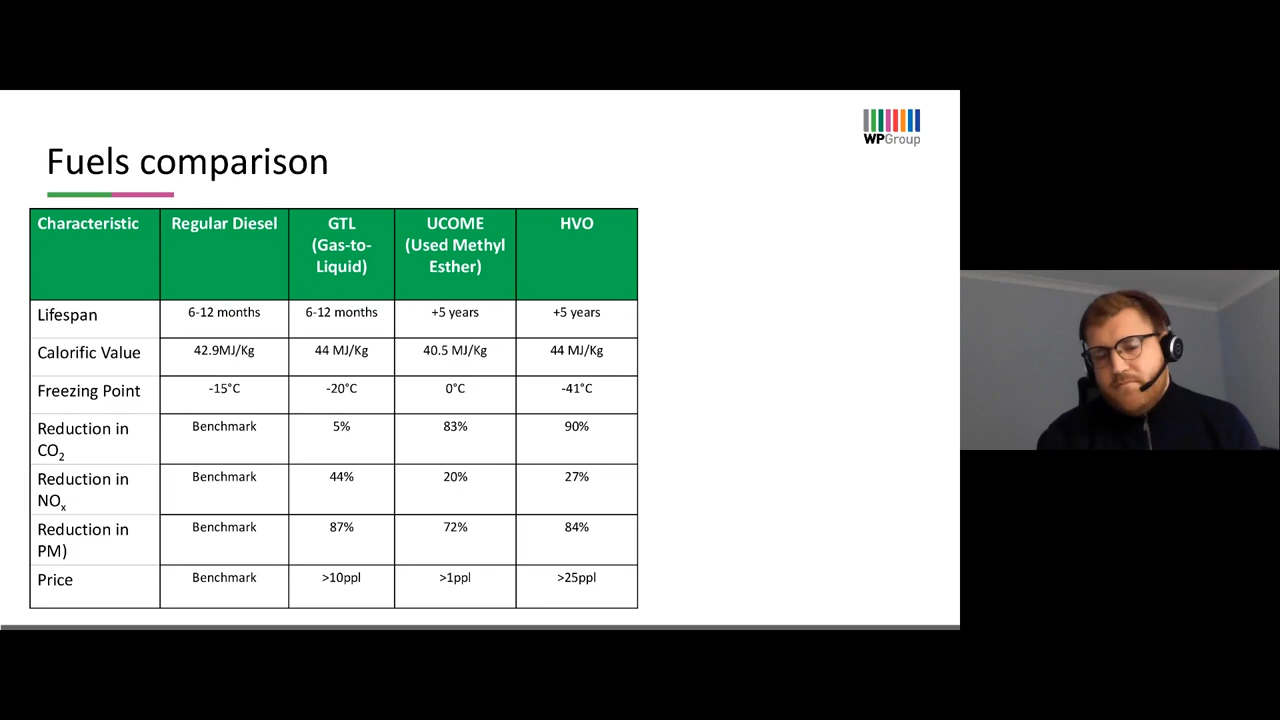 WPGroup
Fuels comparison
Characteristic Regular Diesel GTL (Gas-to-Liquid) UCOME (Used Methyl Esther) HVO
Lifespan 6-12 months 6-12 months +5 years +5 years
Calorific Value 42.9MJ/Kg 44 MJ/Kg 40.5 MJ/Kg 44 MJ/Kg
Freezing Point -15°C -20°C 0°C -41°C
Reduction in CO₂ Benchmark 5% 83% 90%
Reduction in NOₓ Benchmark 44% 20% 27%
Reduction in PM) Benchmark 87% 72% 84%
Price Benchmark >10ppl >1ppl >25ppl